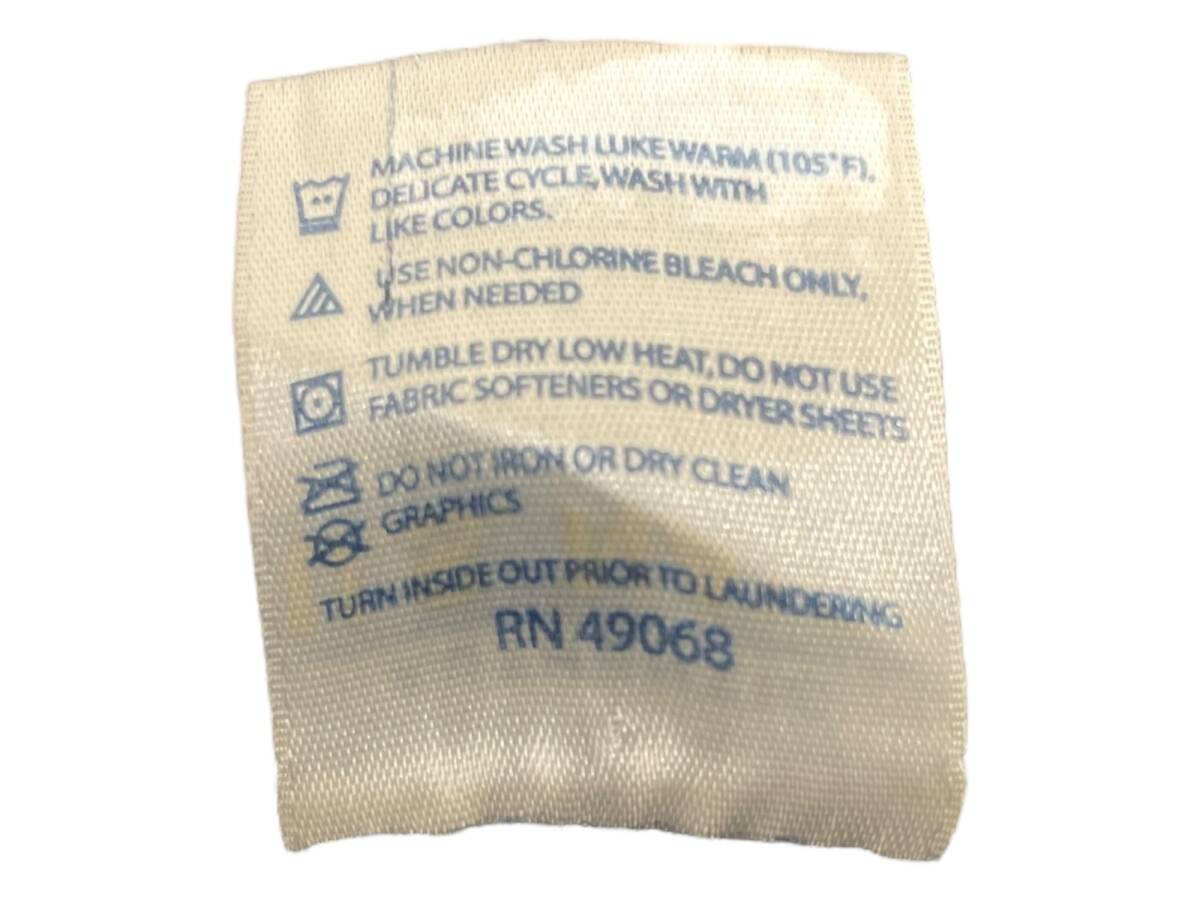 MACHINE WASH LUKE WARM (105°F),
DELICATE CYCLE, WASH WITH
LIKE COLORS.
USE NON-CHLORINE BLEACH ONLY,
WHEN NEEDED
TUMBLE DRY LOW HEAT, DO NOT USE
FABRIC SOFTENERS OR DRYER SHEETS
DO NOT IRON OR DRY CLEAN
GRAPHICS
TURN INSIDE OUT PRIOR TO LAUNDERING
RN 49068